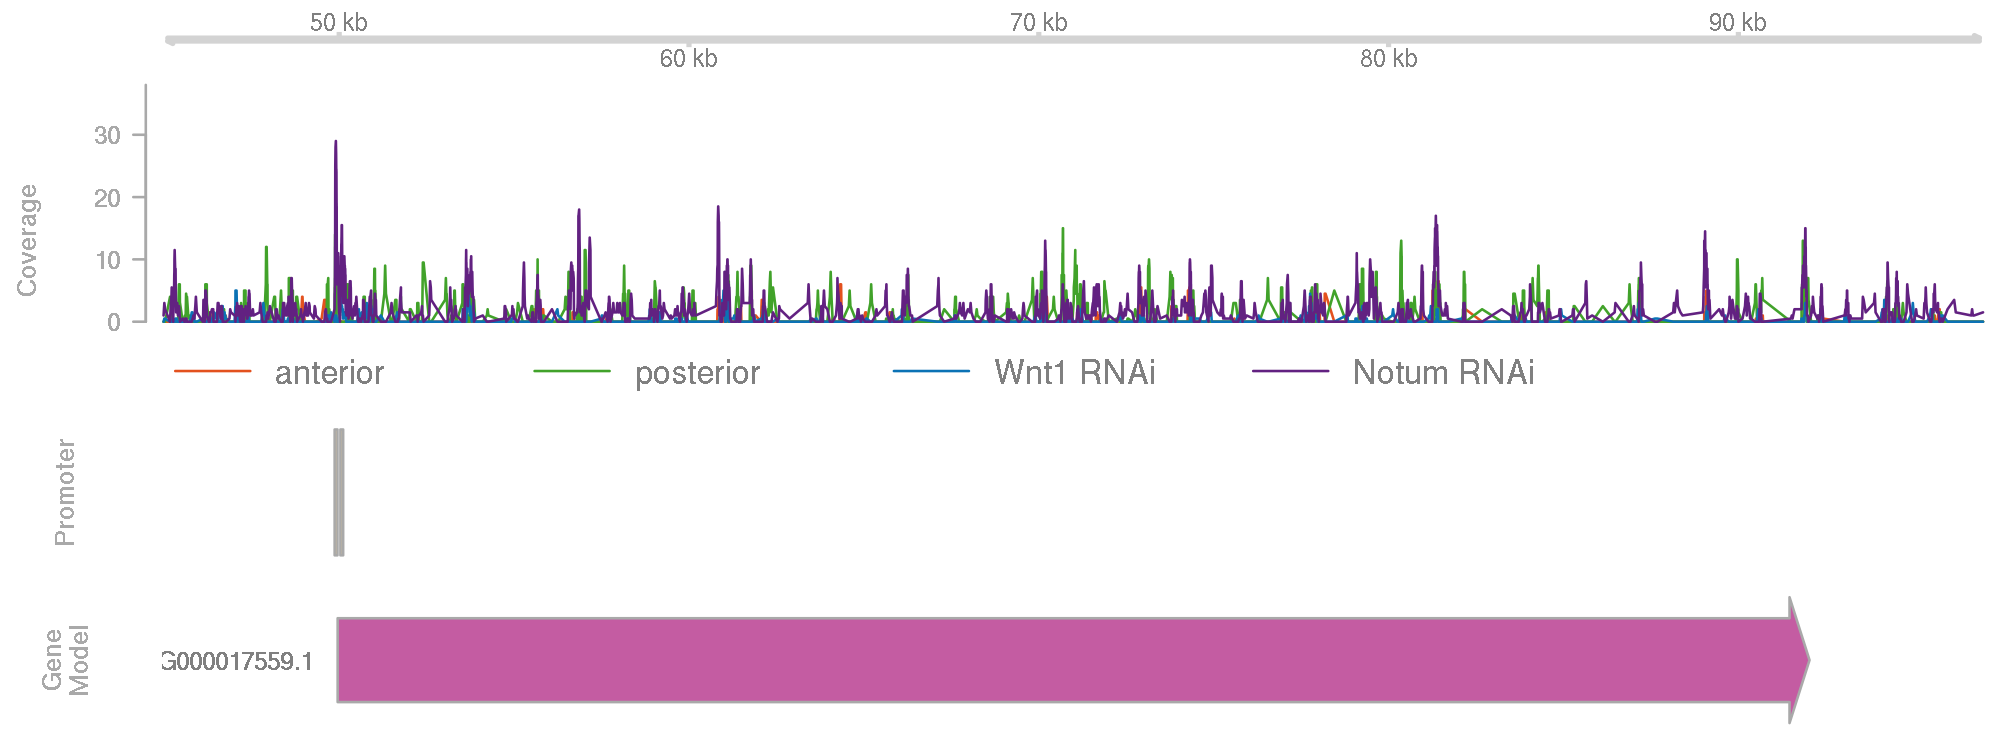 50 kb
70 kb
90 kb
60 kb
80 kb
Coverage
30
20
10
0
anterior
posterior
Wnt1 RNAi
Notum RNAi
Promoter
0
Gene
Model
G000017559.1